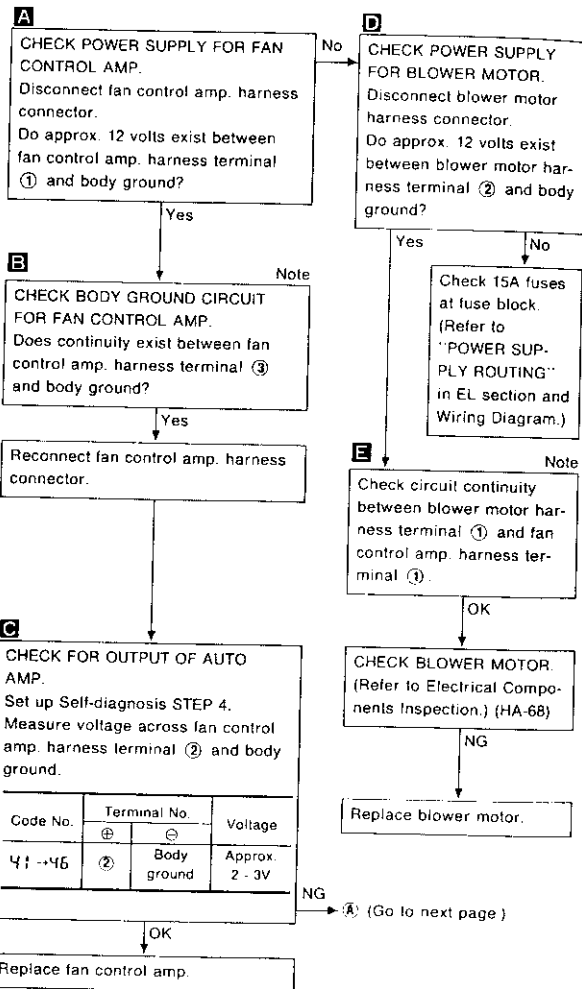 A
CHECK POWER SUPPLY FOR FAN
CONTROL AMP.
Disconnect fan control amp. harness
connector.
Do approx. 12 volts exist between
fan control amp. harness terminal
① and body ground?
No
Yes
B
Note
CHECK BODY GROUND CIRCUIT
FOR FAN CONTROL AMP.
Does continuity exist between fan
control amp. harness terminal ③
and body ground?
Yes
Reconnect fan control amp. harness
connector.
C
CHECK FOR OUTPUT OF AUTO
AMP.
Set up Self-diagnosis STEP 4.
Measure voltage across fan control
amp. harness terminal ② and body
ground.
Code No.
Terminal No.
⊕ ⊖
Voltage
41→46
②
Body
ground
Approx.
2 - 3V
NG
Ⓐ (Go to next page)
OK
Replace fan control amp.
D
CHECK POWER SUPPLY
FOR BLOWER MOTOR.
Disconnect blower motor
harness connector.
Do approx. 12 volts exist
between blower motor har-
ness terminal ② and body
ground?
Yes
No
Check 15A fuses
at fuse block.
(Refer to
"POWER SUP-
PLY ROUTING"
in EL section and
Wiring Diagram.)
E
Note
Check circuit continuity
between blower motor har-
ness terminal ① and fan
control amp. harness ter-
minal ①.
OK
CHECK BLOWER MOTOR.
(Refer to Electrical Compo-
nents Inspection.) (HA-68)
NG
Replace blower motor.